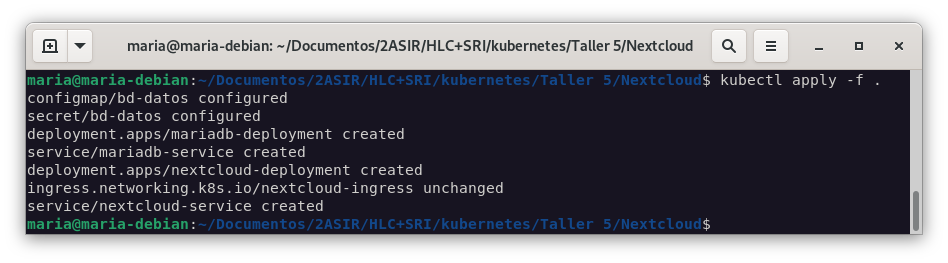 maria@maria-debian: ~/Documentos/2ASIR/HLC+SRI/kubernetes/Taller 5/Nextcloud
maria@maria-debian:~/Documentos/2ASIR/HLC+SRI/kubernetes/Taller 5/Nextcloud$ kubectl apply -f .
configmap/bd-datos configured
secret/bd-datos configured
deployment.apps/mariadb-deployment created
service/mariadb-service created
deployment.apps/nextcloud-deployment created
ingress.networking.k8s.io/nextcloud-ingress unchanged
service/nextcloud-service created
maria@maria-debian:~/Documentos/2ASIR/HLC+SRI/kubernetes/Taller 5/Nextcloud$